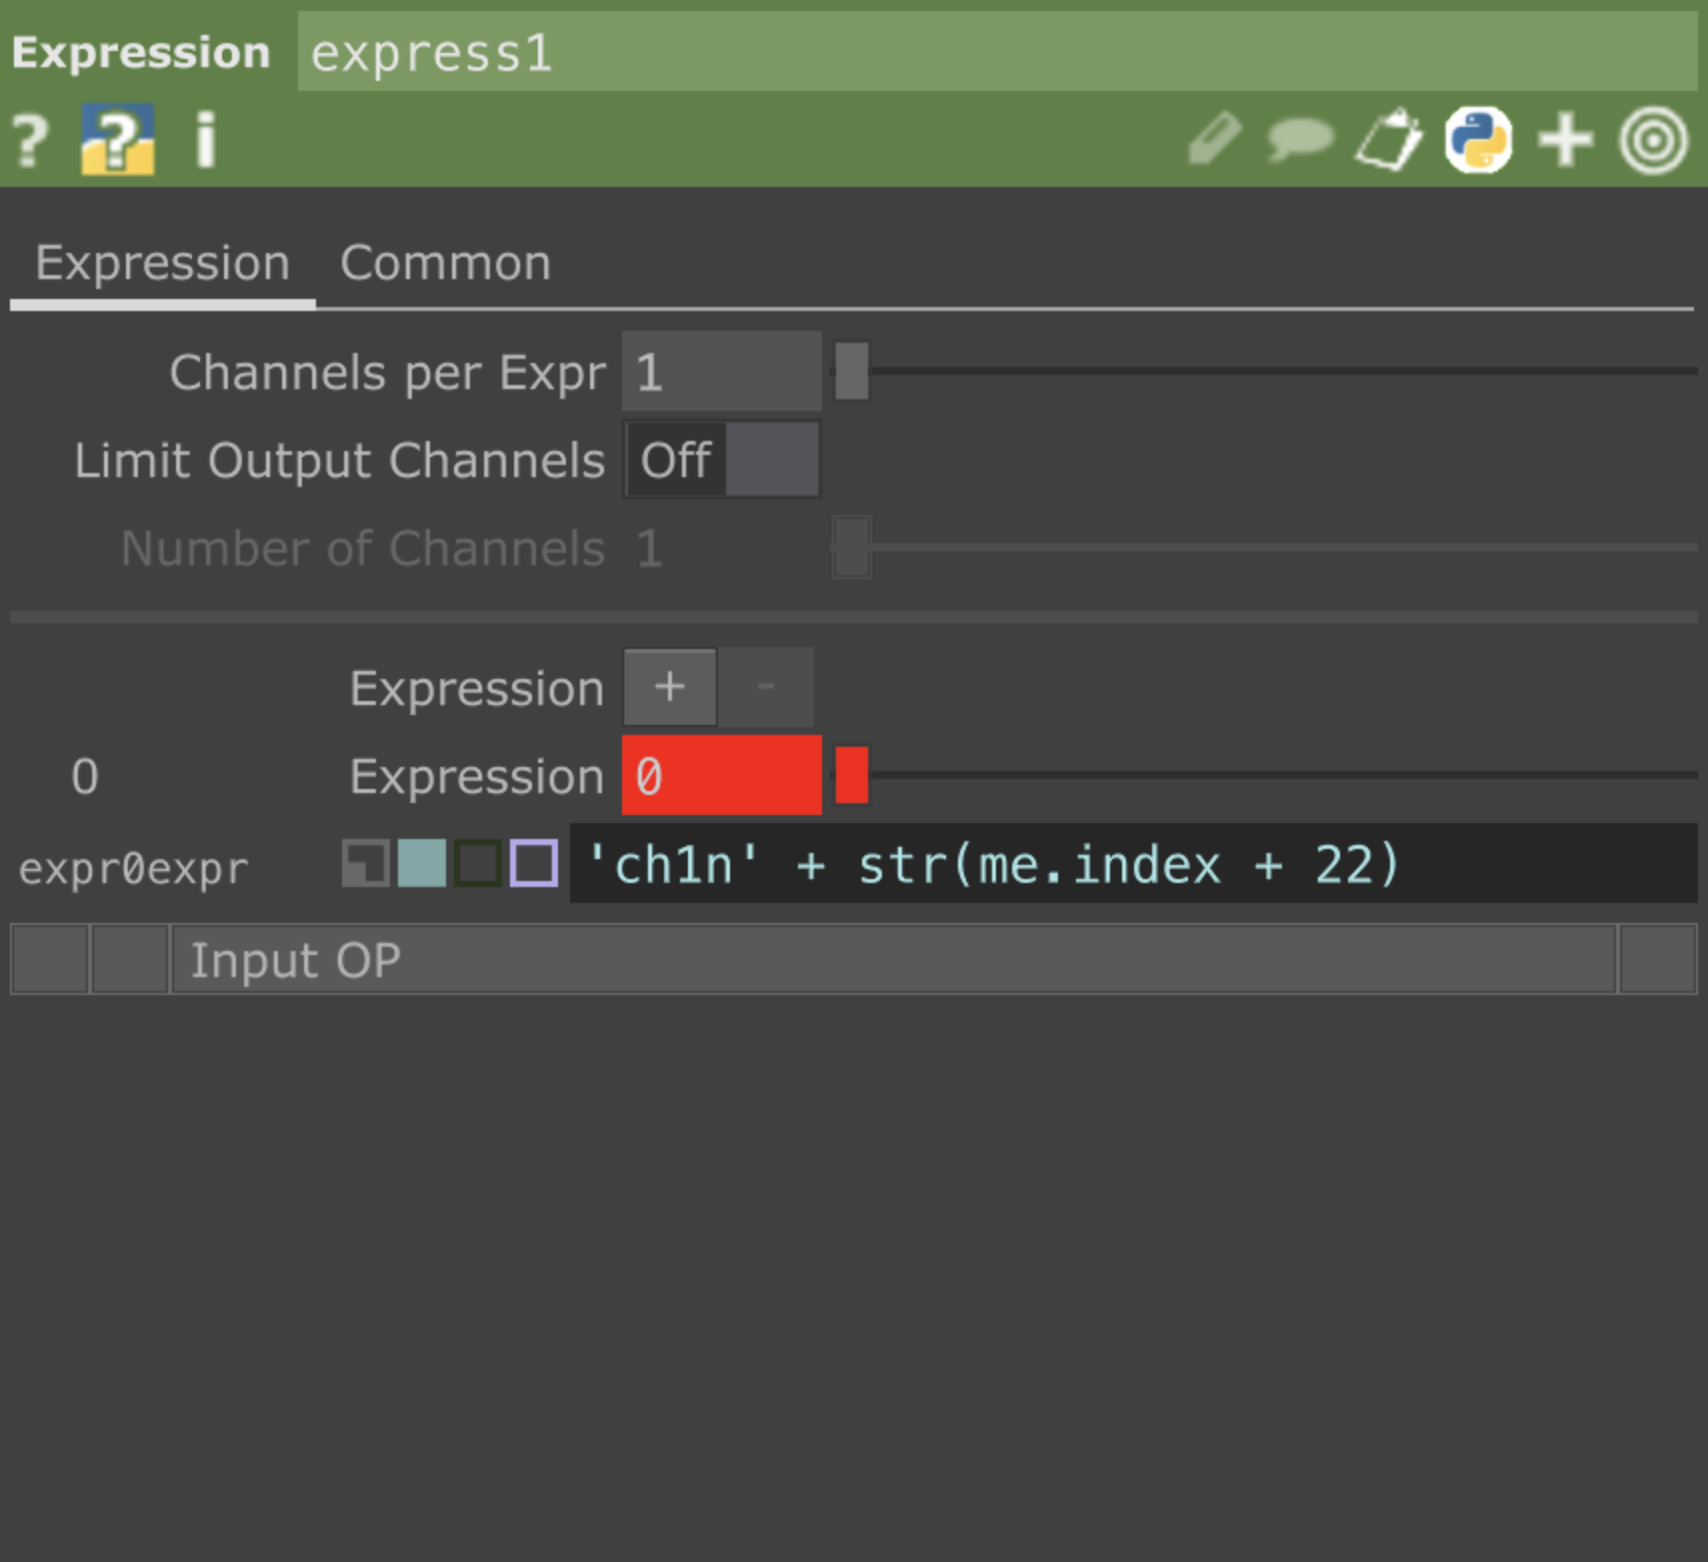 Expression express1
? ? i
Expression Common
Channels per Expr 1
Limit Output Channels Off
Number of Channels 1
Expression + -
0 Expression 0
expr0expr 'ch1n' + str(me.index + 22)
Input OP